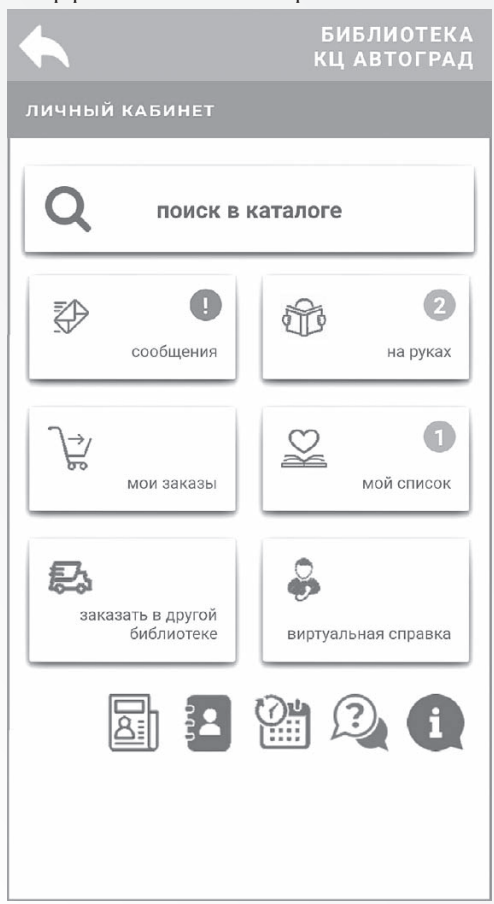 БИБЛИОТЕКА
КЦ АВТОГРАД
ЛИЧНЫЙ КАБИНЕТ
поиск в каталоге
!
сообщения
2
на руках
мои заказы
1
мой список
заказать в другой
библиотеке
виртуальная справка
?
i